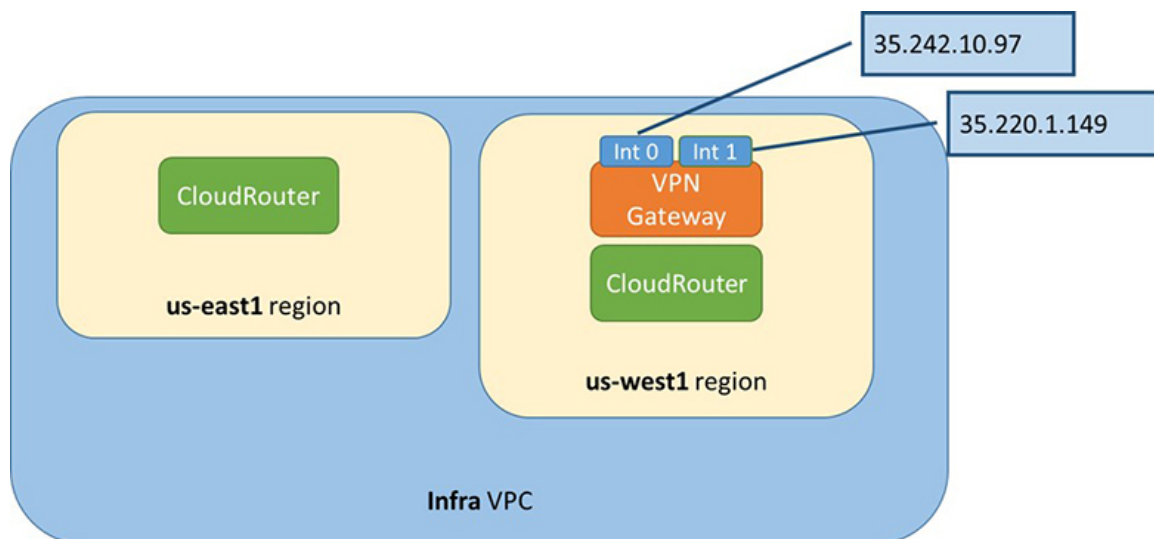 35.242.10.97
35.220.1.149
Int 0
Int 1
CloudRouter
VPN
Gateway
CloudRouter
us-east1 region
us-west1 region
Infra VPC